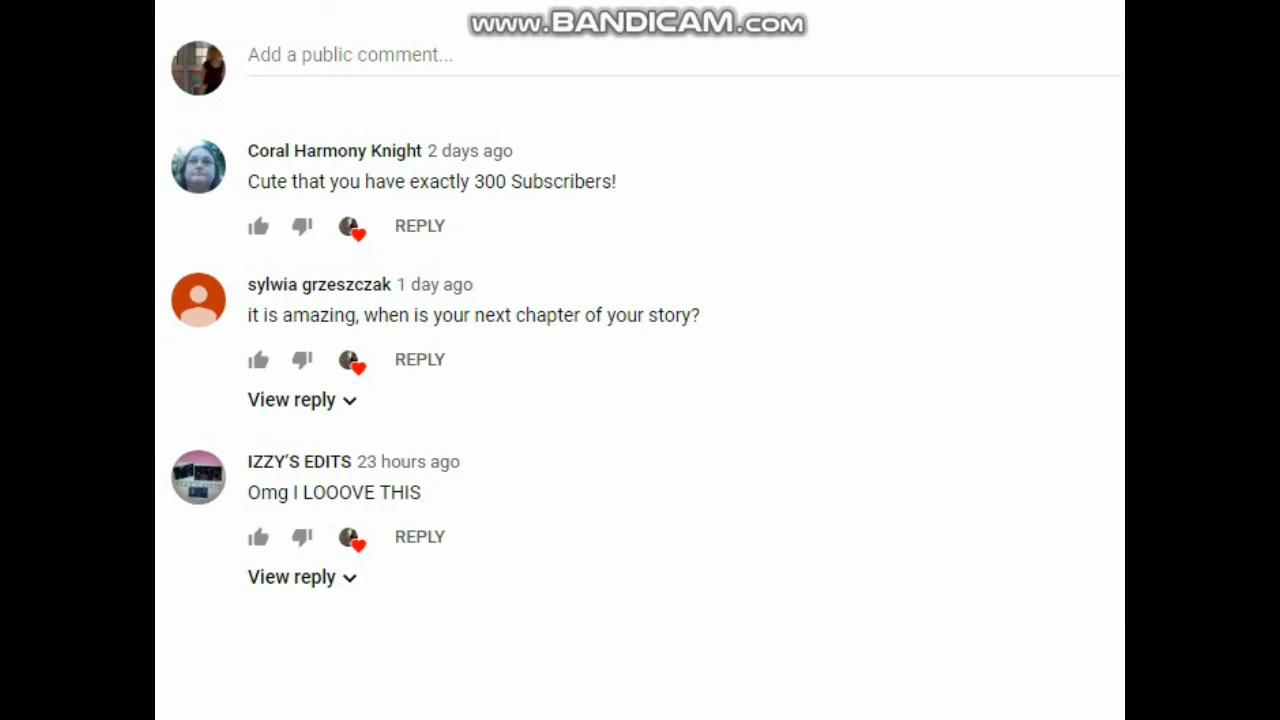 www.BANDICAM.com
Add a public comment...
Coral Harmony Knight 2 days ago
Cute that you have exactly 300 Subscribers!
REPLY
sylwia grzeszczak 1 day ago
it is amazing, when is your next chapter of your story?
REPLY
View reply
IZZY'S EDITS 23 hours ago
Omg I LOOOVE THIS
REPLY
View reply